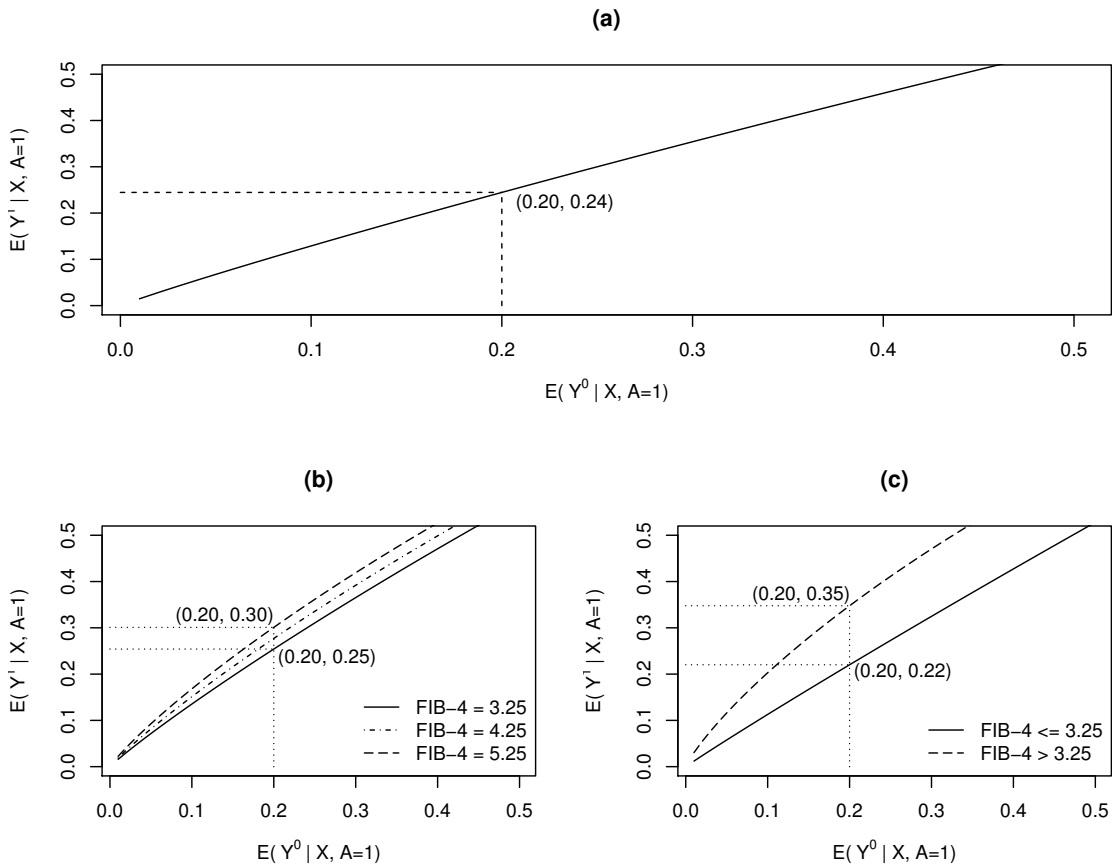 (a)
E( Y¹ | X, A=1)
0.5
0.4
0.3
0.2
0.1
0.0
(0.20, 0.24)
0.0 0.1 0.2 0.3 0.4 0.5
E( Y⁰ | X, A=1)
(b)
E( Y¹ | X, A=1)
0.5
0.4
0.3
0.2
0.1
0.0
(0.20, 0.30)
(0.20, 0.25)
FIB−4 = 3.25
FIB−4 = 4.25
FIB−4 = 5.25
0.0 0.1 0.2 0.3 0.4 0.5
E( Y⁰ | X, A=1)
(c)
E( Y¹ | X, A=1)
0.5
0.4
0.3
0.2
0.1
0.0
(0.20, 0.35)
(0.20, 0.22)
FIB−4 <= 3.25
FIB−4 > 3.25
0.0 0.1 0.2 0.3 0.4 0.5
E( Y⁰ | X, A=1)